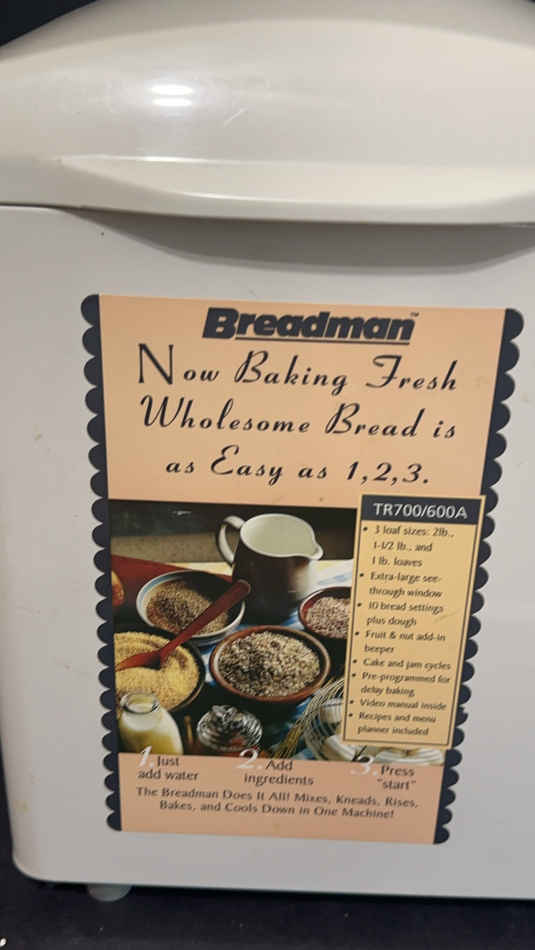 Breadman™
Now Baking Fresh
Wholesome Bread is
as Easy as 1,2,3.
TR700/600A
• 3 loaf sizes: 2lb.,
1-1/2 lb., and
1 lb. loaves
• Extra-large see-
through window
• 10 bread settings
plus dough
• Fruit & nut add-in
beeper
• Cake and jam cycles
• Pre-programmed for
delay baking
• Video manual inside
• Recipes and menu
planner included
1. Just
add water
2. Add
ingredients
3. Press
"start"
The Breadman Does It All! Mixes, Kneads, Rises,
Bakes, and Cools Down in One Machine!